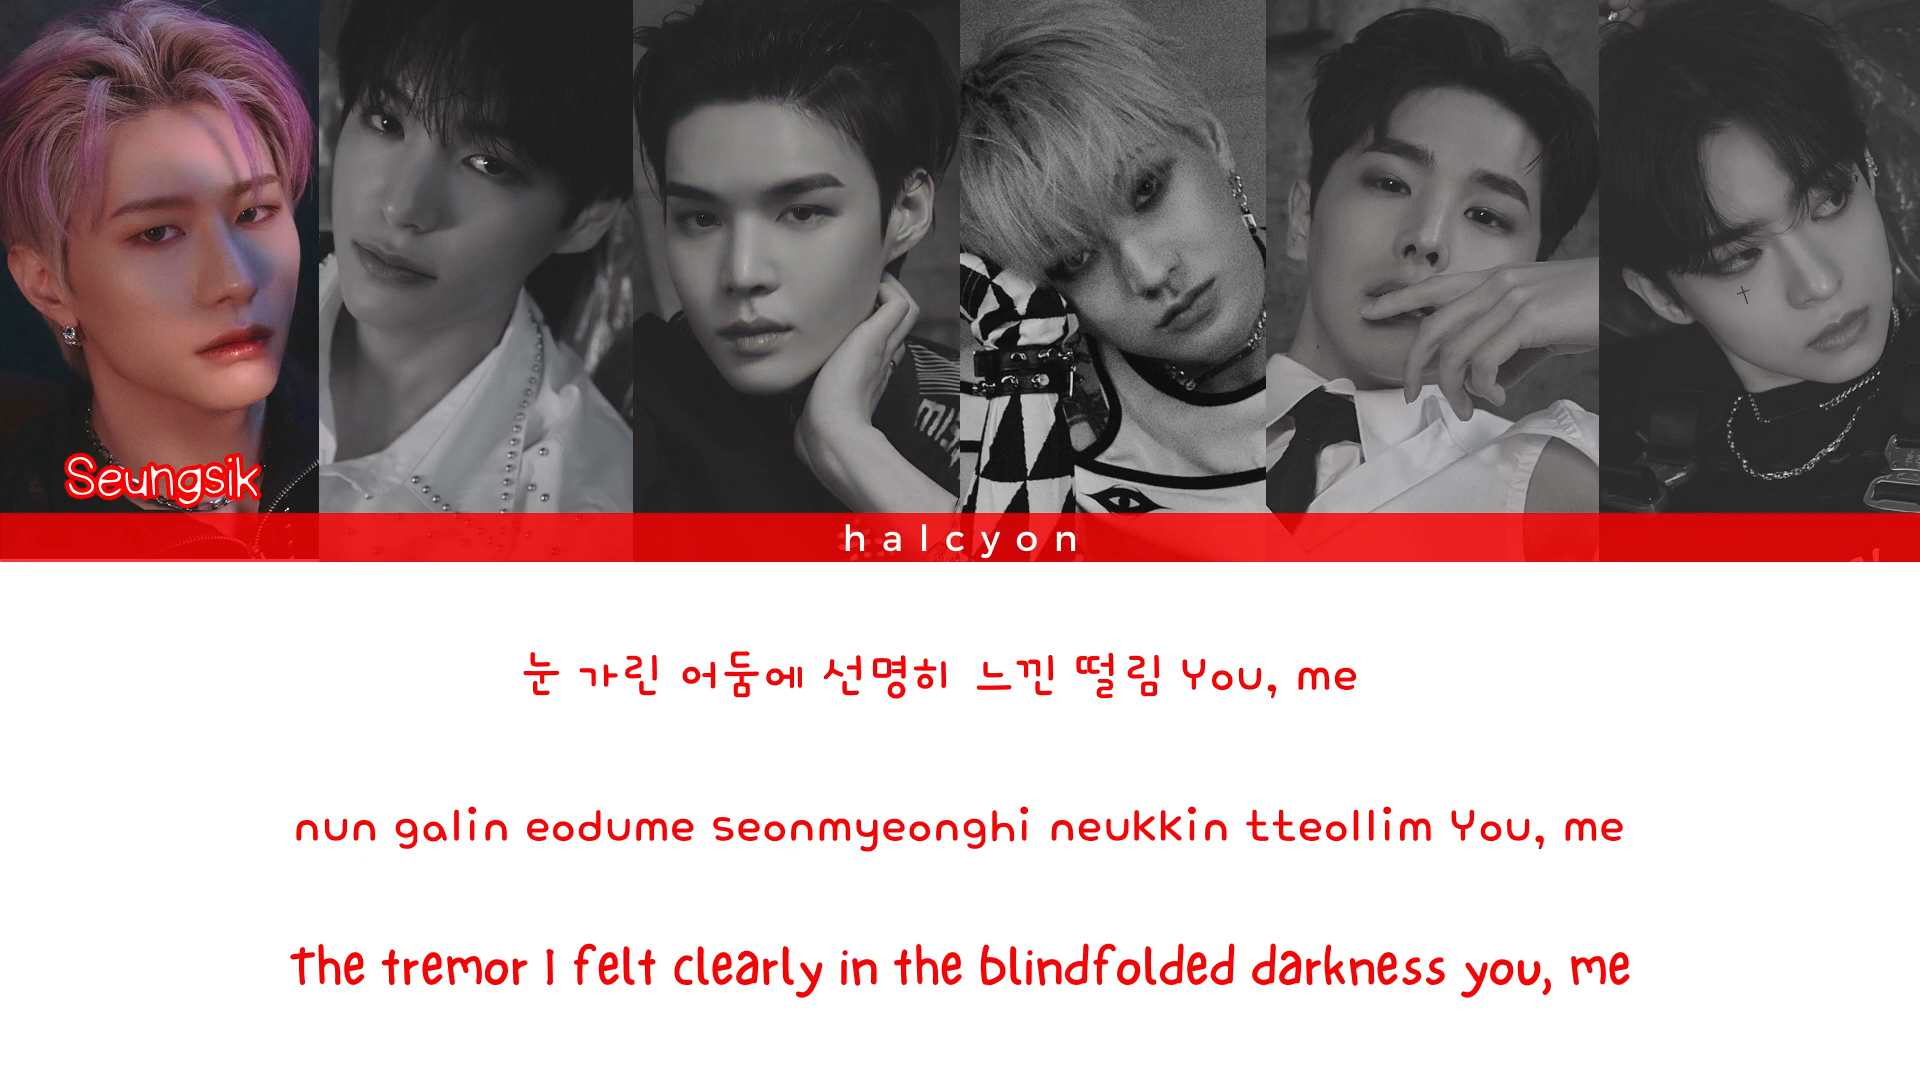 Seungsik
halcyon
눈 가린 어둠에 선명히 느낀 떨림 You, me
nun galin eodume seonmyeonghi neukkin tteollim You, me
The tremor I felt clearly in the blindfolded darkness you, me